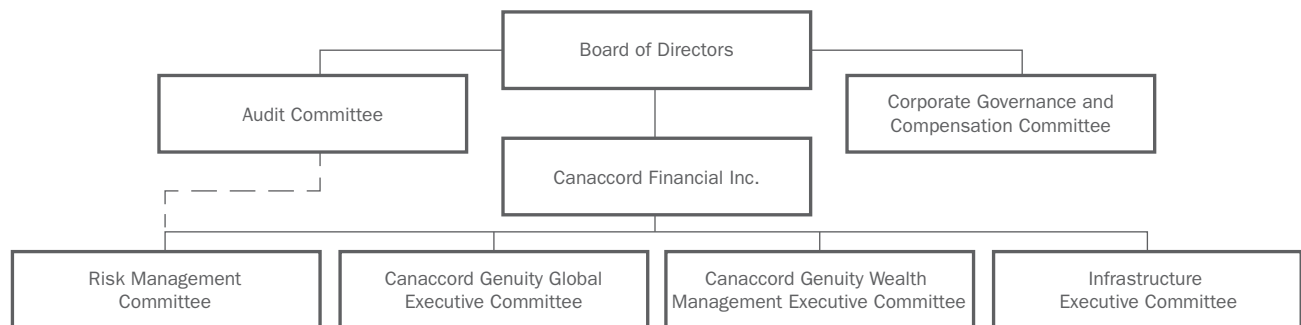 Board of Directors
Audit Committee
Corporate Governance and
Compensation Committee
Canaccord Financial Inc.
Risk Management
Committee
Canaccord Genuity Global
Executive Committee
Canaccord Genuity Wealth
Management Executive Committee
Infrastructure
Executive Committee